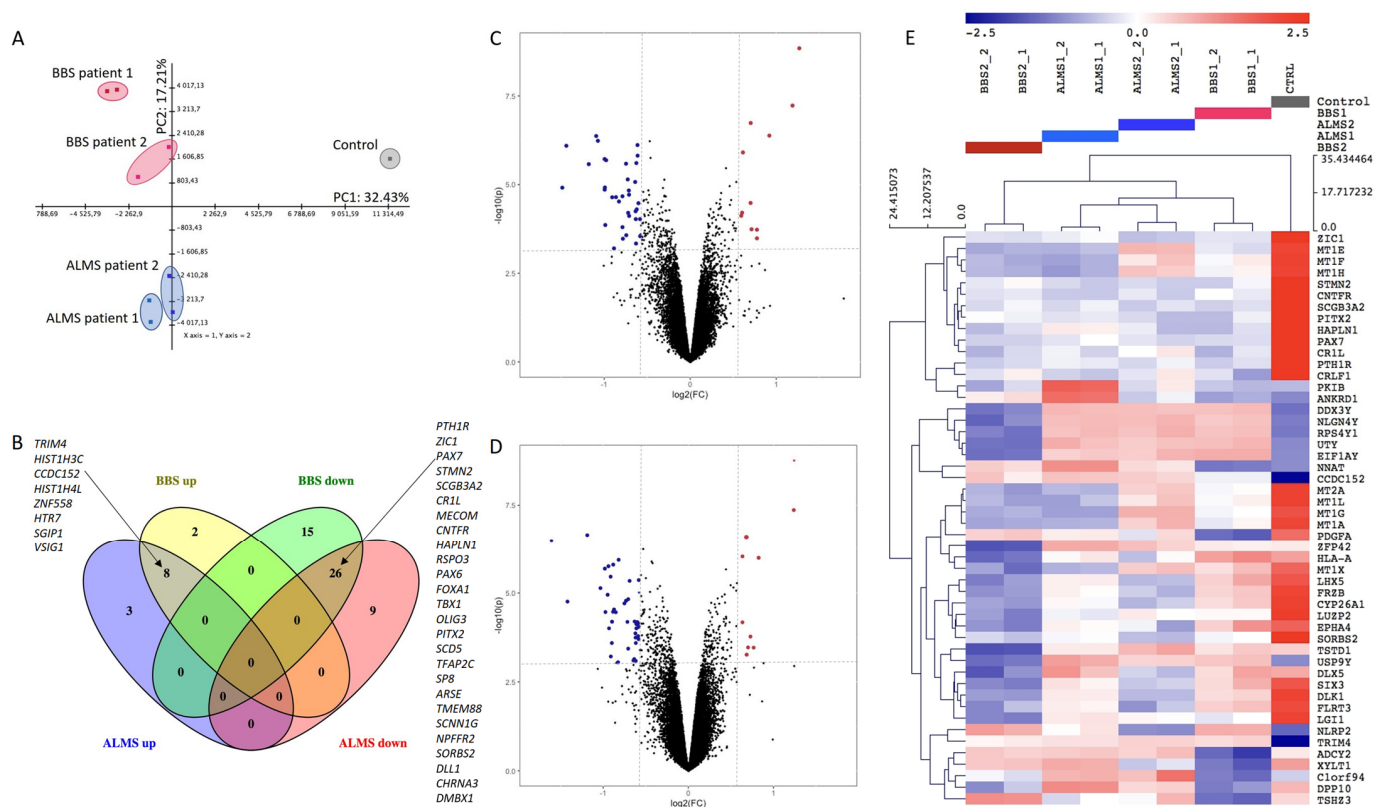 A
BBS patient 1
BBS patient 2
ALMS patient 2
ALMS patient 1
Control
PC2: 17.21%
PC1: 32.43%
4 017,13
3 213,7
2 410,28
1 606,85
803,43
788,69
-4 525,79
-2 262,9
2 262,9
4 525,79
6 788,69
9 051,59
11 314,49
-803,43
-1 606,85
-2 410,28
-3 213,7
-4 017,13
X axis = 1, Y axis = 2
B
TRIM4
HIST1H3C
CCDC152
HIST1H4L
ZNF558
HTR7
SGIP1
VSIG1
BBS up
BBS down
ALMS up
ALMS down
2
15
8
0
26
3
0
0
9
0
0
0
0
0
0
PTH1R
ZIC1
PAX7
STMN2
SCGB3A2
CR1L
MECOM
CNTFR
HAPLN1
RSPO3
PAX6
FOXA1
TBX1
OLIG3
PITX2
SCD5
TFAP2C
SP8
ARSE
TMEM88
SCNN1G
NPFFR2
SORBS2
DLL1
CHRNA3
DMBX1
C
-log10(p)
7.5
5.0
2.5
0.0
-1
0
1
log2(FC)
D
-log10(p)
7.5
5.0
2.5
0.0
-1
0
1
log2(FC)
E
-2.5
0.0
2.5
BBS2_2
BBS2_1
ALMS1_2
ALMS1_1
ALMS2_2
ALMS2_1
BBS1_2
BBS1_1
CTRL
Control
BBS1
ALMS2
ALMS1
BBS2
24.415073
12.207537
0.0
35.434464
17.717232
0.0
ZIC1
MT1E
MT1F
MT1H
STMN2
CNTFR
SCGB3A2
PITX2
HAPLN1
PAX7
CR1L
PTH1R
CRLF1
PKIB
ANKRD1
DDX3Y
NLGN4Y
RPS4Y1
UTY
EIF1AY
NNAT
CCDC152
MT2A
MT1L
MT1G
MT1A
PDGFA
ZFP42
HLA-A
MT1X
LHX5
FRZB
CYP26A1
LUZP2
EPHA4
SORBS2
TSTD1
USP9Y
DLX5
SIX3
DLK1
FLRT3
LGI1
NLRP2
TRIM4
ADCY2
XYLT1
C1orf94
DPP10
TSHZ3